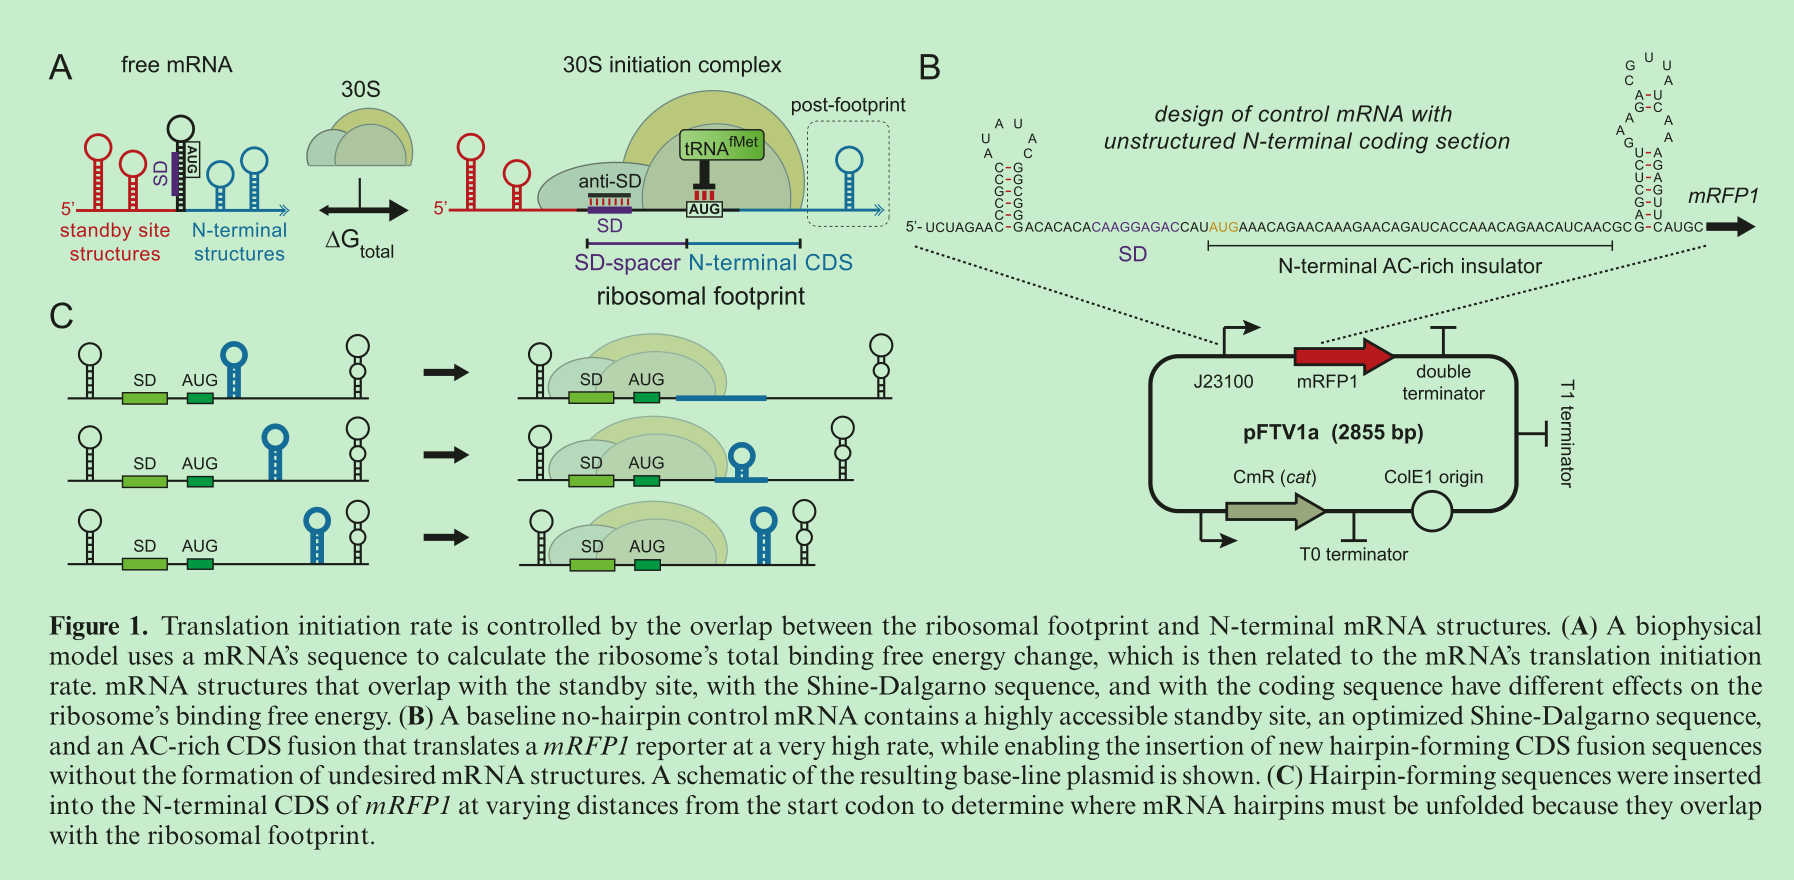 A
free mRNA
30S
30S initiation complex
post-footprint
SD
AUG
tRNAfMet
anti-SD
AUG
SD
5'
5'
standby site
structures
N-terminal
structures
ΔGtotal
SD-spacer
N-terminal CDS
ribosomal footprint
B
design of control mRNA with
unstructured N-terminal coding section
mRFP1
5'- UCUAGAAC-GACACACACAAGGAGACCAUAUGAAACAGAACAAAGAACAGAUCACCAAACAGAACAUCAACGCG-CAUGC
SD
N-terminal AC-rich insulator
J23100
mRFP1
double
terminator
T1 terminator
pFTV1a (2855 bp)
CmR (cat)
ColE1 origin
T0 terminator
C
SD AUG
SD AUG
SD AUG
SD AUG
SD AUG
SD AUG
Figure 1. Translation initiation rate is controlled by the overlap between the ribosomal footprint and N-terminal mRNA structures. (A) A biophysical
model uses a mRNA's sequence to calculate the ribosome's total binding free energy change, which is then related to the mRNA's translation initiation
rate. mRNA structures that overlap with the standby site, with the Shine-Dalgarno sequence, and with the coding sequence have different effects on the
ribosome's binding free energy. (B) A baseline no-hairpin control mRNA contains a highly accessible standby site, an optimized Shine-Dalgarno sequence,
and an AC-rich CDS fusion that translates a mRFP1 reporter at a very high rate, while enabling the insertion of new hairpin-forming CDS fusion sequences
without the formation of undesired mRNA structures. A schematic of the resulting base-line plasmid is shown. (C) Hairpin-forming sequences were inserted
into the N-terminal CDS of mRFP1 at varying distances from the start codon to determine where mRNA hairpins must be unfolded because they overlap
with the ribosomal footprint.